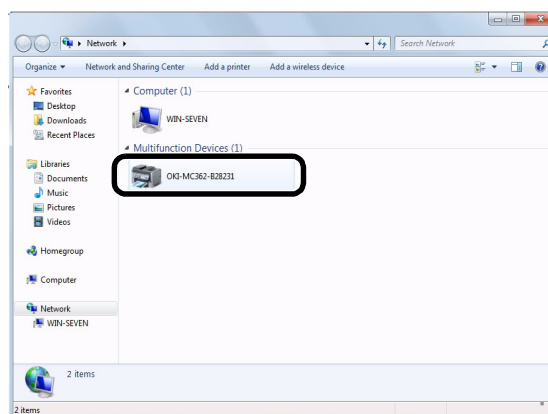 Network
Search Network
Organize
Network and Sharing Center
Add a printer
Add a wireless device
Favorites
Desktop
Downloads
Recent Places
Libraries
Documents
Music
Pictures
Videos
Homegroup
Computer
Network
WIN-SEVEN
Computer (1)
WIN-SEVEN
Multifunction Devices (1)
OKI-MC362-B28231
2 items
2 items